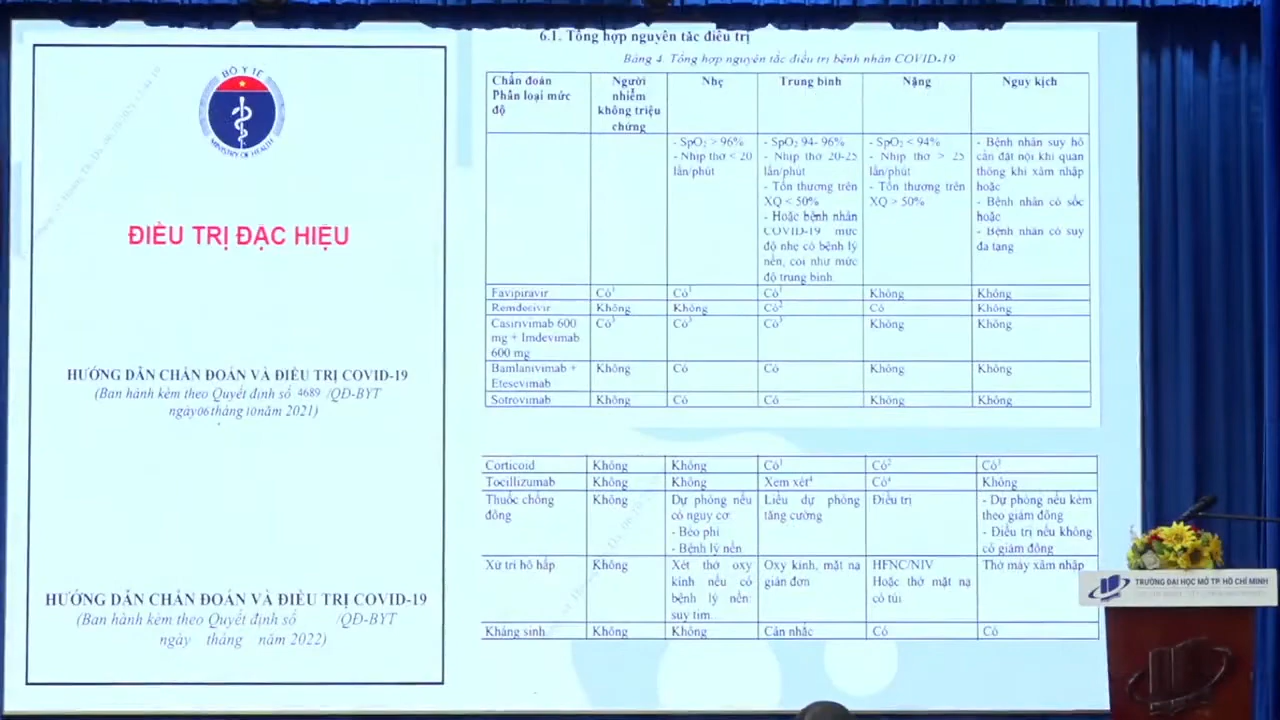 BỘ Y TẾ
MINISTRY OF HEALTH
ĐIỀU TRỊ ĐẶC HIỆU
HƯỚNG DẪN CHẨN ĐOÁN VÀ ĐIỀU TRỊ COVID-19
(Ban hành kèm theo Quyết định số 4689 /QĐ-BYT
ngày 06 tháng 10 năm 2021)
HƯỚNG DẪN CHẨN ĐOÁN VÀ ĐIỀU TRỊ COVID-19
(Ban hành kèm theo Quyết định số /QĐ-BYT
ngày tháng năm 2022)
6.1. Tổng hợp nguyên tắc điều trị
Bảng 4. Tổng hợp nguyên tắc điều trị bệnh nhân COVID-19
Chẩn đoán Phân loại mức độ | Người nhiễm không triệu chứng | Nhẹ | Trung bình | Nặng | Nguy kịch
- SpO₂ > 96% - Nhịp thở < 20 lần/phút | - SpO₂ 94- 96% - Nhịp thở 20-25 lần/phút - Tổn thương trên XQ < 50% - Hoặc bệnh nhân COVID-19 mức độ nhẹ có bệnh lý nền, coi như mức độ trung bình | - SpO₂ < 94% - Nhịp thở > 25 lần/phút - Tổn thương trên XQ > 50% | - Bệnh nhân suy hô cần đặt nội khí quản thông khí xâm nhập hoặc - Bệnh nhân có sốc hoặc - Bệnh nhân có suy đa tạng
Favipiravir | Có¹ | Có¹ | Có¹ | Không | Không
Remdecivir | Không | Không | Có² | Có | Không
Casirivimab 600 mg + Imdevimab 600 mg | Có³ | Có³ | Có³ | Không | Không
Bamlanivimab + Etesevimab | Không | Có | Có | Không | Không
Sotrovimab | Không | Có | Có | Không | Không
Corticoid | Không | Không | Có¹ | Có² | Có³
Tocillizumab | Không | Không | Xem xét⁴ | Có⁴ | Không
Thuốc chống đông | Không | Dự phòng nếu có nguy cơ: - Béo phì - Bệnh lý nền | Liều dự phòng tăng cường | Điều trị | - Dự phòng nếu kèm theo giảm đông - Điều trị nếu không có giảm đông
Xử trí hô hấp | Không | Xét thở oxy kính nếu có bệnh lý nền: suy tim... | Oxy kính, mặt nạ giản đơn | HFNC/NIV Hoặc thở mặt nạ có túi | Thở máy xâm nhập
Kháng sinh | Không | Không | Cân nhắc | Có | Có
TRƯỜNG ĐẠI HỌC MỞ TP. HỒ CHÍ MINH